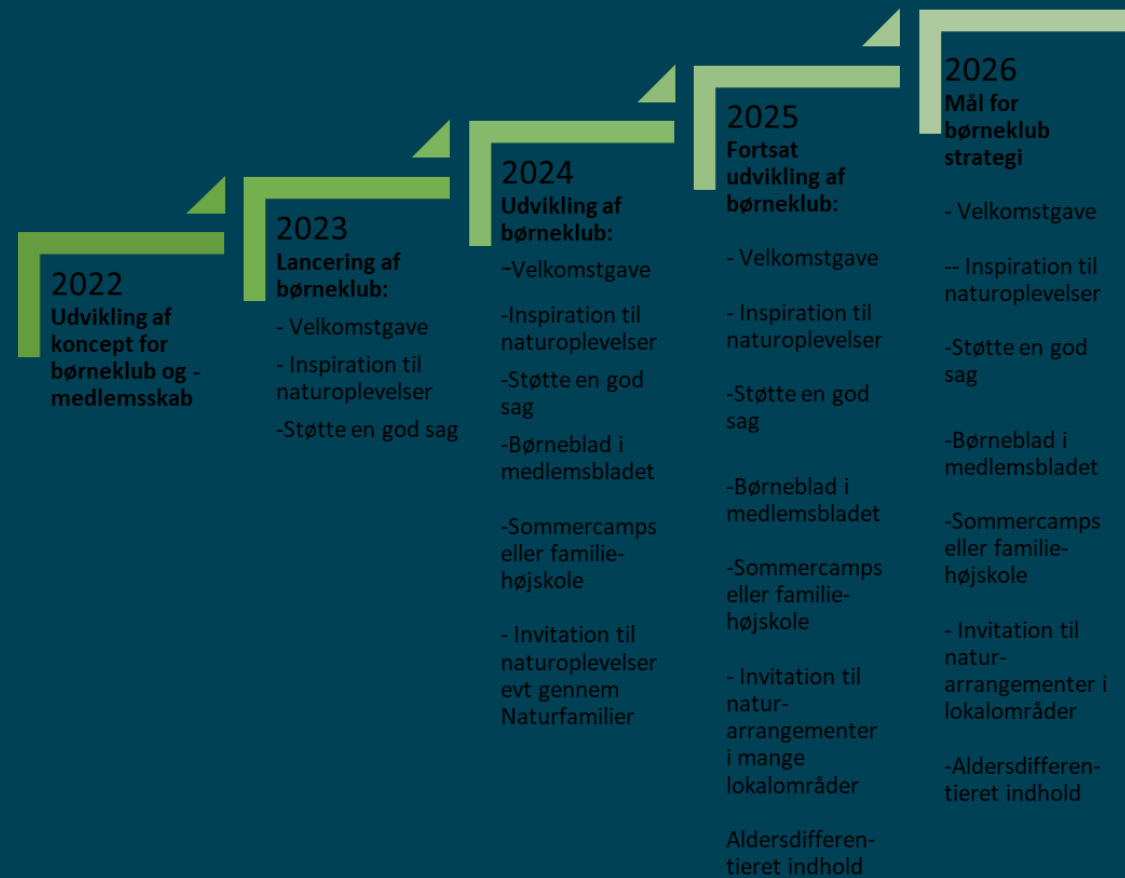 2022
Udvikling af
koncept for
børneklub og -
medlemsskab
2023
Lancering af
børneklub:
- Velkomstgave
- Inspiration til
naturoplevelser
-Støtte en god sag
2024
Udvikling af
børneklub:
-Velkomstgave
-Inspiration til
naturoplevelser
-Støtte en god
sag
-Børneblad i
medlemsbladet
-Sommercamps
eller familie-
højskole
- Invitation til
naturoplevelser
evt gennem
Naturfamilier
2025
Fortsat
udvikling af
børneklub:
- Velkomstgave
- Inspiration til
naturoplevelser
-Støtte en god
sag
-Børneblad i
medlemsbladet
-Sommercamps
eller familie-
højskole
- Invitation til
natur-
arrangementer
i mange
lokalområder
Aldersdifferen-
tieret indhold
2026
Mål for
børneklub
strategi
- Velkomstgave
-- Inspiration til
naturoplevelser
-Støtte en god
sag
-Børneblad i
medlemsbladet
-Sommercamps
eller familie-
højskole
- Invitation til
natur-
arrangementer i
lokalområder
-Aldersdifferen-
tieret indhold